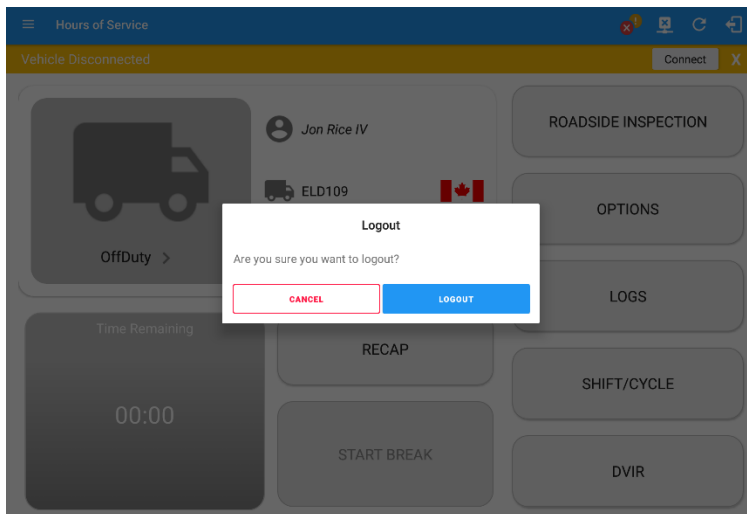 Hours of Service
Vehicle Disconnected
Connect
X
Jon Rice IV
ELD109
OffDuty >
ROADSIDE INSPECTION
OPTIONS
LOGS
Logout
Are you sure you want to logout?
CANCEL
LOGOUT
Time Remaining
00:00
RECAP
START BREAK
SHIFT/CYCLE
DVIR